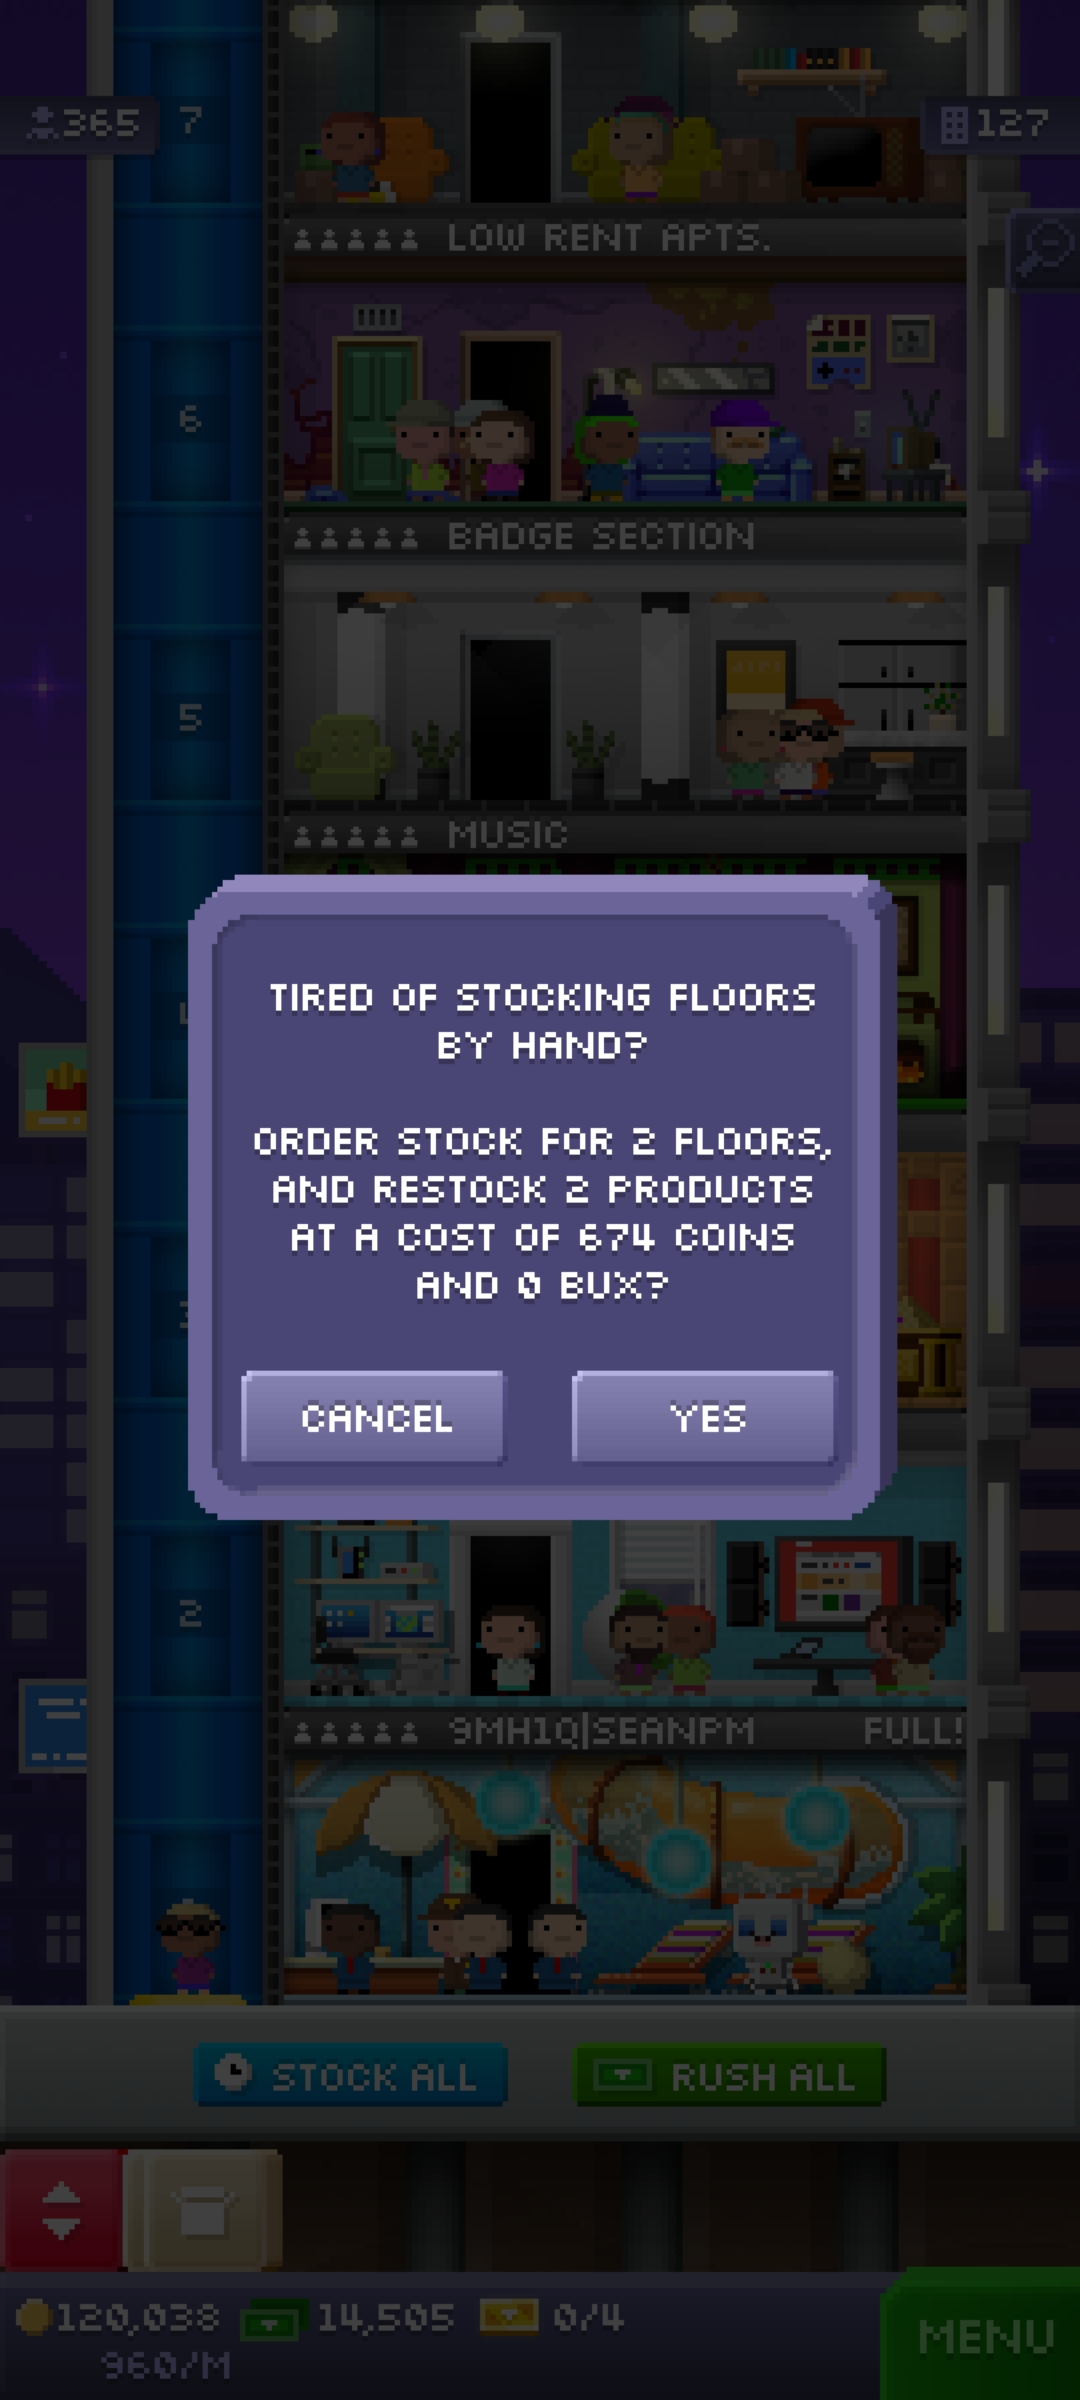 365
7
127
LOW RENT APTS.
6
BADGE SECTION
5
MUSIC
TIRED OF STOCKING FLOORS
BY HAND?
ORDER STOCK FOR 2 FLOORS,
AND RESTOCK 2 PRODUCTS
AT A COST OF 674 COINS
AND 0 BUX?
CANCEL
YES
2
9MH1Q|SEANPM
FULL!
STOCK ALL
RUSH ALL
120,038
14,505
0/4
960/M
MENU